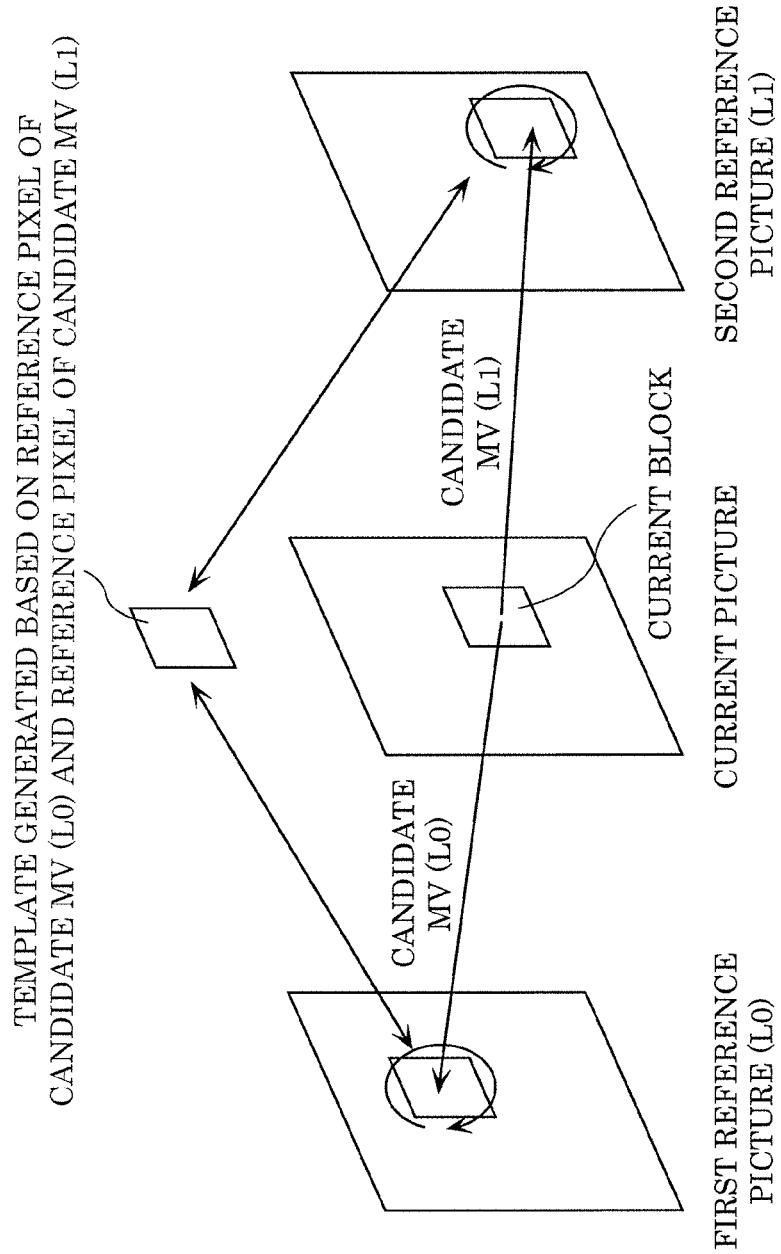 TEMPLATE GENERATED BASED ON REFERENCE PIXEL OF
CANDIDATE MV (L0) AND REFERENCE PIXEL OF CANDIDATE MV (L1)
CANDIDATE
MV (L0)
CANDIDATE
MV (L1)
CURRENT BLOCK
FIRST REFERENCE
PICTURE (L0)
CURRENT PICTURE
SECOND REFERENCE
PICTURE (L1)